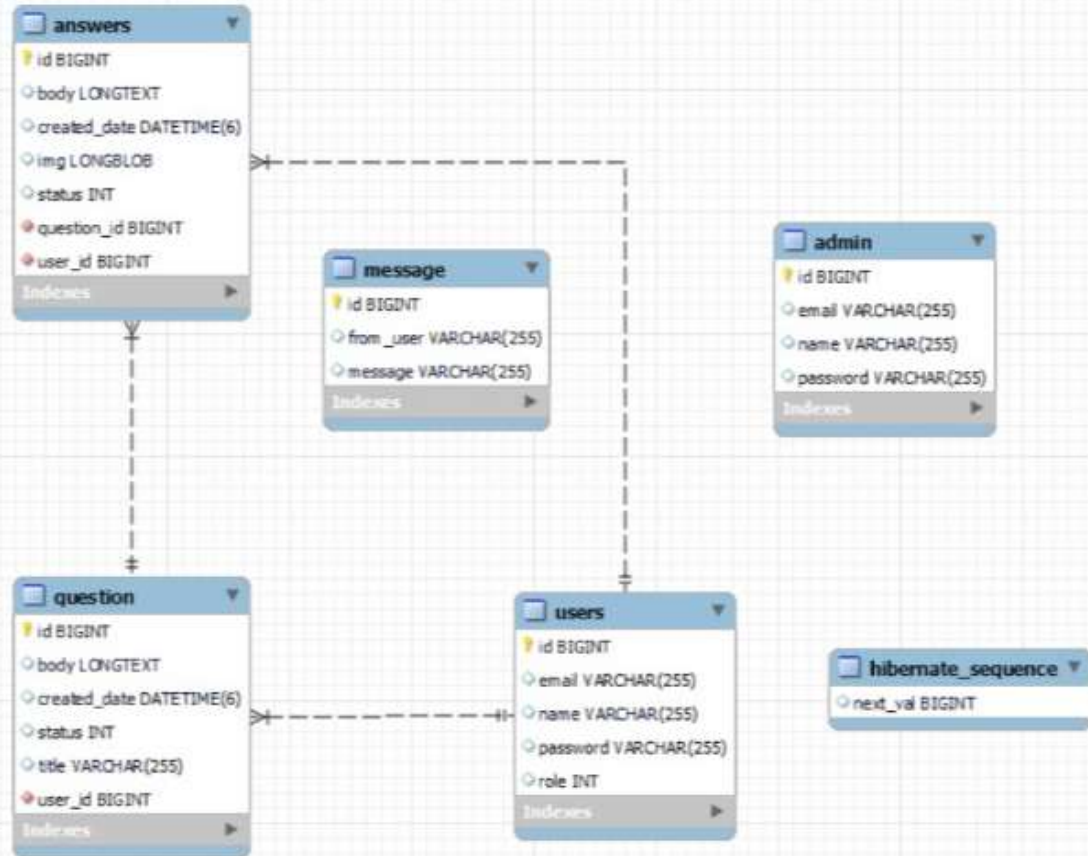 answers
id BIGINT
body LONGTEXT
created_date DATETIME(6)
img LONGBLOB
status INT
question_id BIGINT
user_id BIGINT
Indexes
message
id BIGINT
from_user VARCHAR(255)
message VARCHAR(255)
Indexes
admin
id BIGINT
email VARCHAR(255)
name VARCHAR(255)
password VARCHAR(255)
Indexes
question
id BIGINT
body LONGTEXT
created_date DATETIME(6)
status INT
title VARCHAR(255)
user_id BIGINT
Indexes
users
id BIGINT
email VARCHAR(255)
name VARCHAR(255)
password VARCHAR(255)
role INT
Indexes
hibernate_sequence
next_val BIGINT